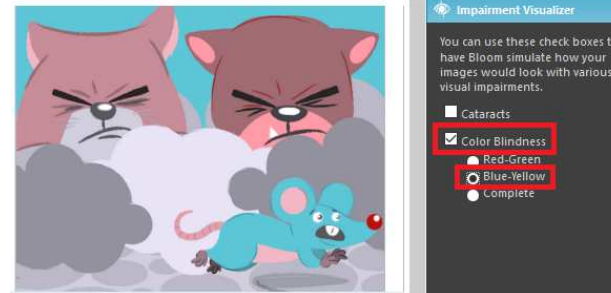 Impairment Visualizer
You can use these check boxes t
have Bloom simulate how your
images would look with various
visual impairments.
Cataracts
Color Blindness
Red-Green
Blue-Yellow
Complete